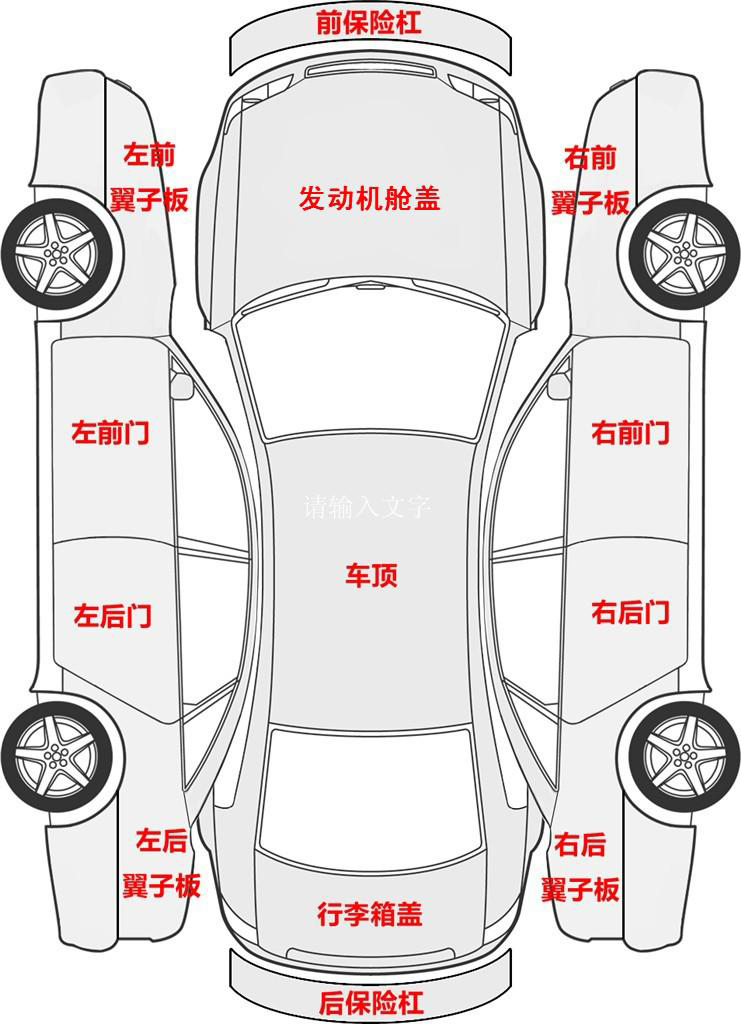 前保险杠
左前
翼子板
右前
翼子板
发动机舱盖
左前门
右前门
请输入文字
车顶
左后门
右后门
左后
翼子板
右后
翼子板
行李箱盖
后保险杠